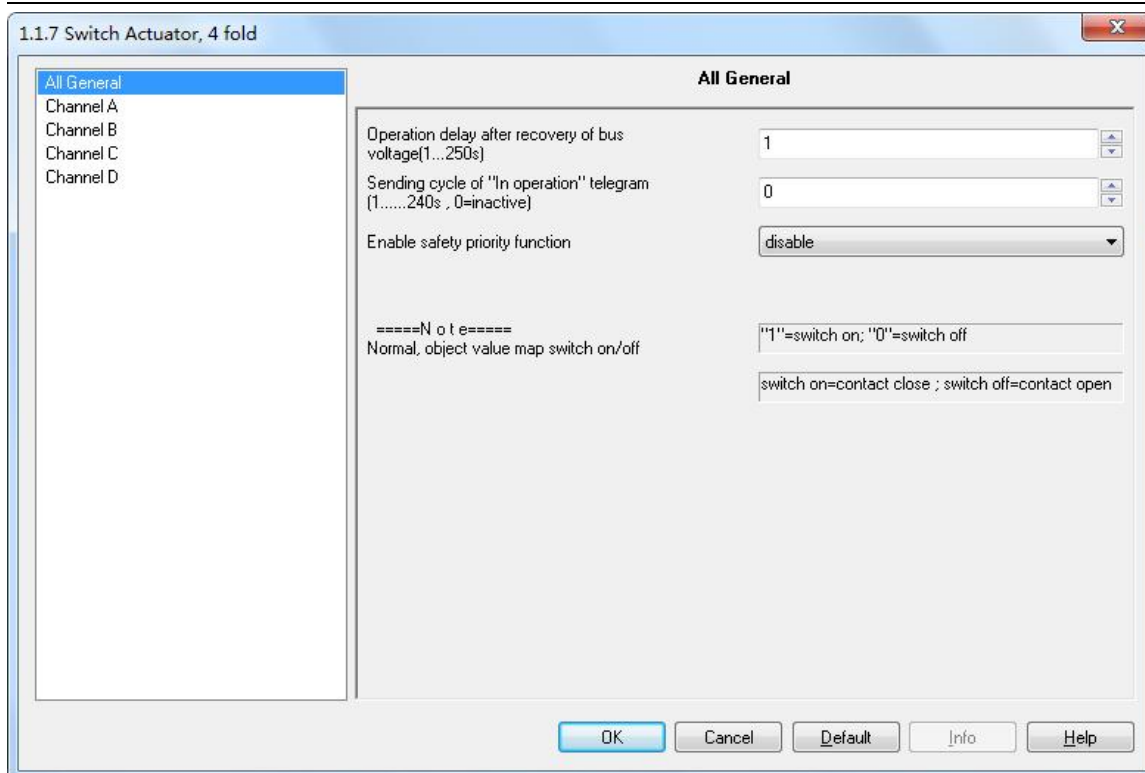 1.1.7 Switch Actuator, 4 fold
All General
Channel A
Channel B
Channel C
Channel D
All General
Operation delay after recovery of bus
voltage(1...250s)
1
Sending cycle of "In operation" telegram
(1......240s , 0=inactive)
0
Enable safety priority function
disable
=====N o t e=====
Normal, object value map switch on/off
"1"=switch on; "0"=switch off
switch on=contact close ; switch off=contact open
OK
Cancel
Default
Info
Help